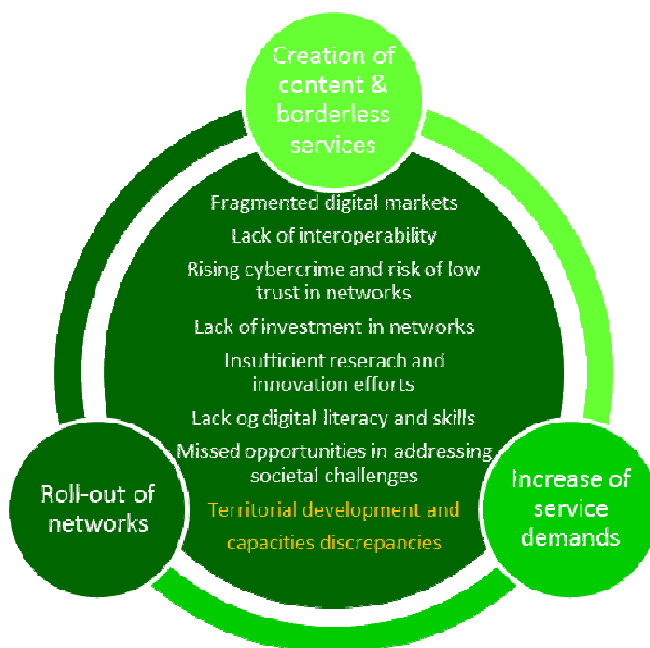 Creation of
content &
borderless
services
Fragmented digital markets
Lack of interoperability
Rising cybercrime and risk of low
trust in networks
Lack of investment in networks
Insufficient reserach and
innovation efforts
Lack og digital literacy and skills
Missed opportunities in addressing
societal challenges
Territorial development and
capacities discrepancies
Roll-out of
networks
Increase of
service
demands